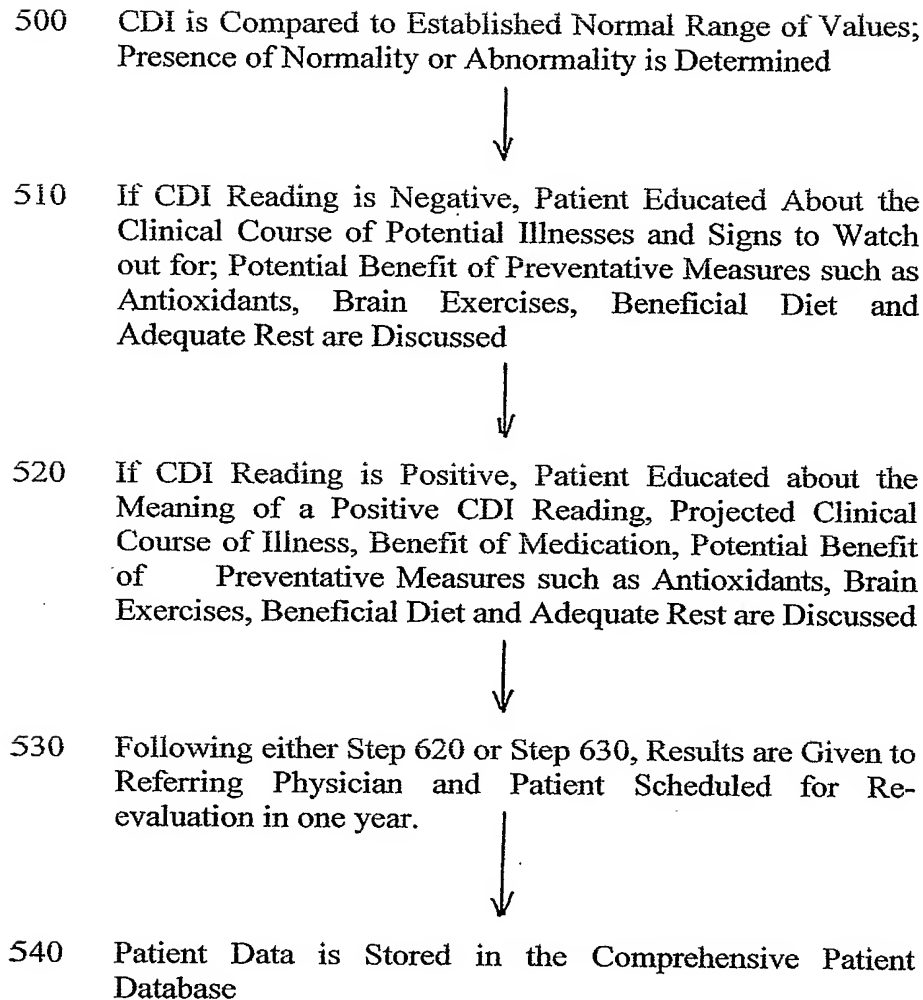 500 CDI is Compared to Established Normal Range of Values;
Presence of Normality or Abnormality is Determined
510 If CDI Reading is Negative, Patient Educated About the
Clinical Course of Potential Illnesses and Signs to Watch
out for; Potential Benefit of Preventative Measures such as
Antioxidants, Brain Exercises, Beneficial Diet and
Adequate Rest are Discussed
520 If CDI Reading is Positive, Patient Educated about the
Meaning of a Positive CDI Reading, Projected Clinical
Course of Illness, Benefit of Medication, Potential Benefit
of Preventative Measures such as Antioxidants, Brain
Exercises, Beneficial Diet and Adequate Rest are Discussed
530 Following either Step 620 or Step 630, Results are Given to
Referring Physician and Patient Scheduled for Re-
evaluation in one year.
540 Patient Data is Stored in the Comprehensive Patient
Database